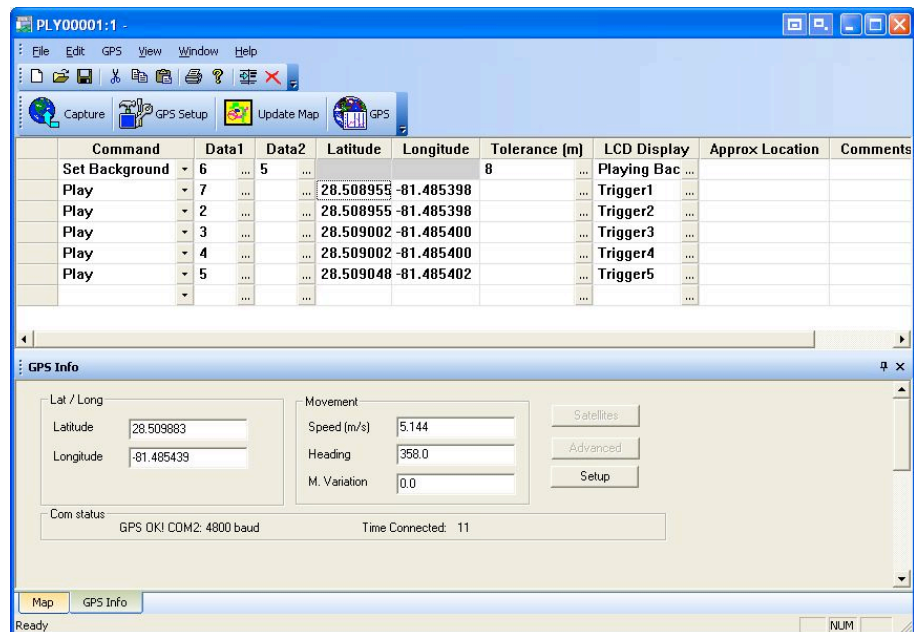 PLY00001:1 -
File Edit GPS View Window Help
Capture GPS Setup Update Map GPS
Command Data1 Data2 Latitude Longitude Tolerance (m) LCD Display Approx Location Comments
Set Background 6 ... 5 ... 8 ... Playing Bac ...
Play 7 ... ... 28.508955 -81.485398 ... Trigger1 ...
Play 2 ... ... 28.508955 -81.485398 ... Trigger2 ...
Play 3 ... ... 28.509002 -81.485400 ... Trigger3 ...
Play 4 ... ... 28.509002 -81.485400 ... Trigger4 ...
Play 5 ... ... 28.509048 -81.485402 ... Trigger5 ...
... ... ... ...
GPS Info
Lat / Long
Latitude 28.509883
Longitude -81.485439
Movement
Speed (m/s) 5.144
Heading 358.0
M. Variation 0.0
Satellites
Advanced
Setup
Com status
GPS OK! COM2: 4800 baud Time Connected: 11
Map GPS Info
Ready NUM